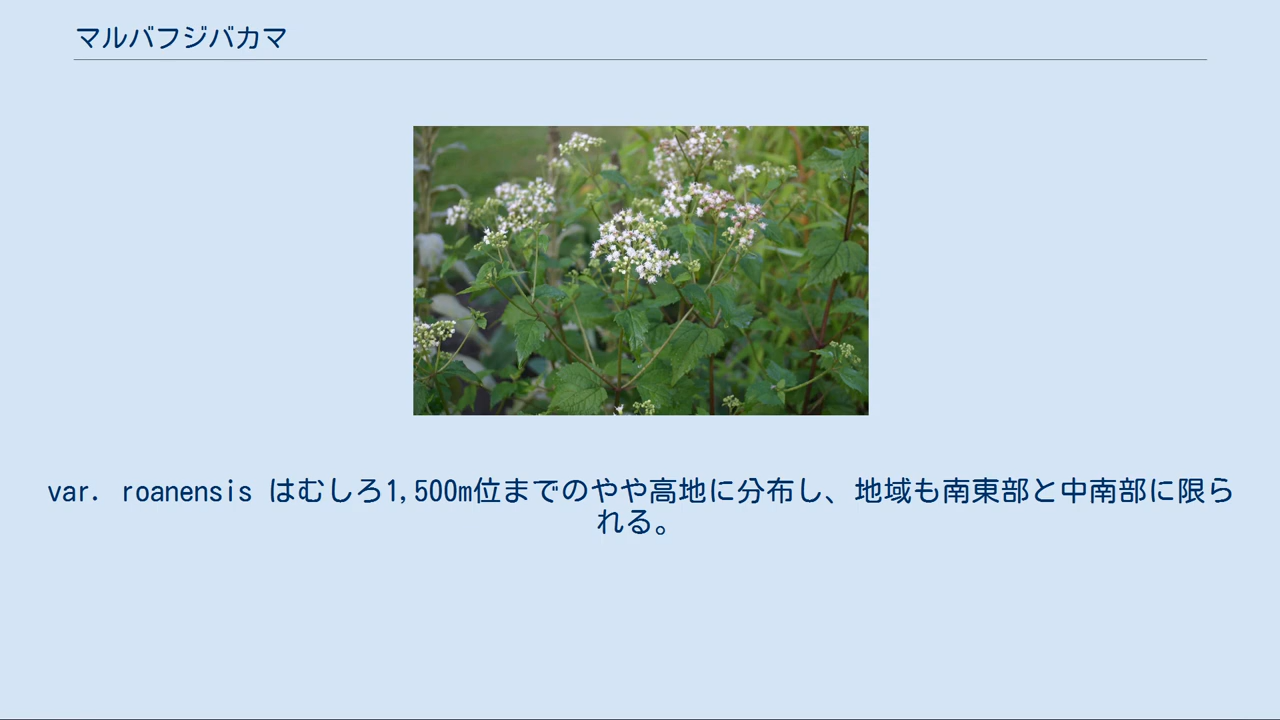 マルバフジバカマ
var. roanensis はむしろ1,500m位までのやや高地に分布し、地域も南東部と中南部に限ら
れる。